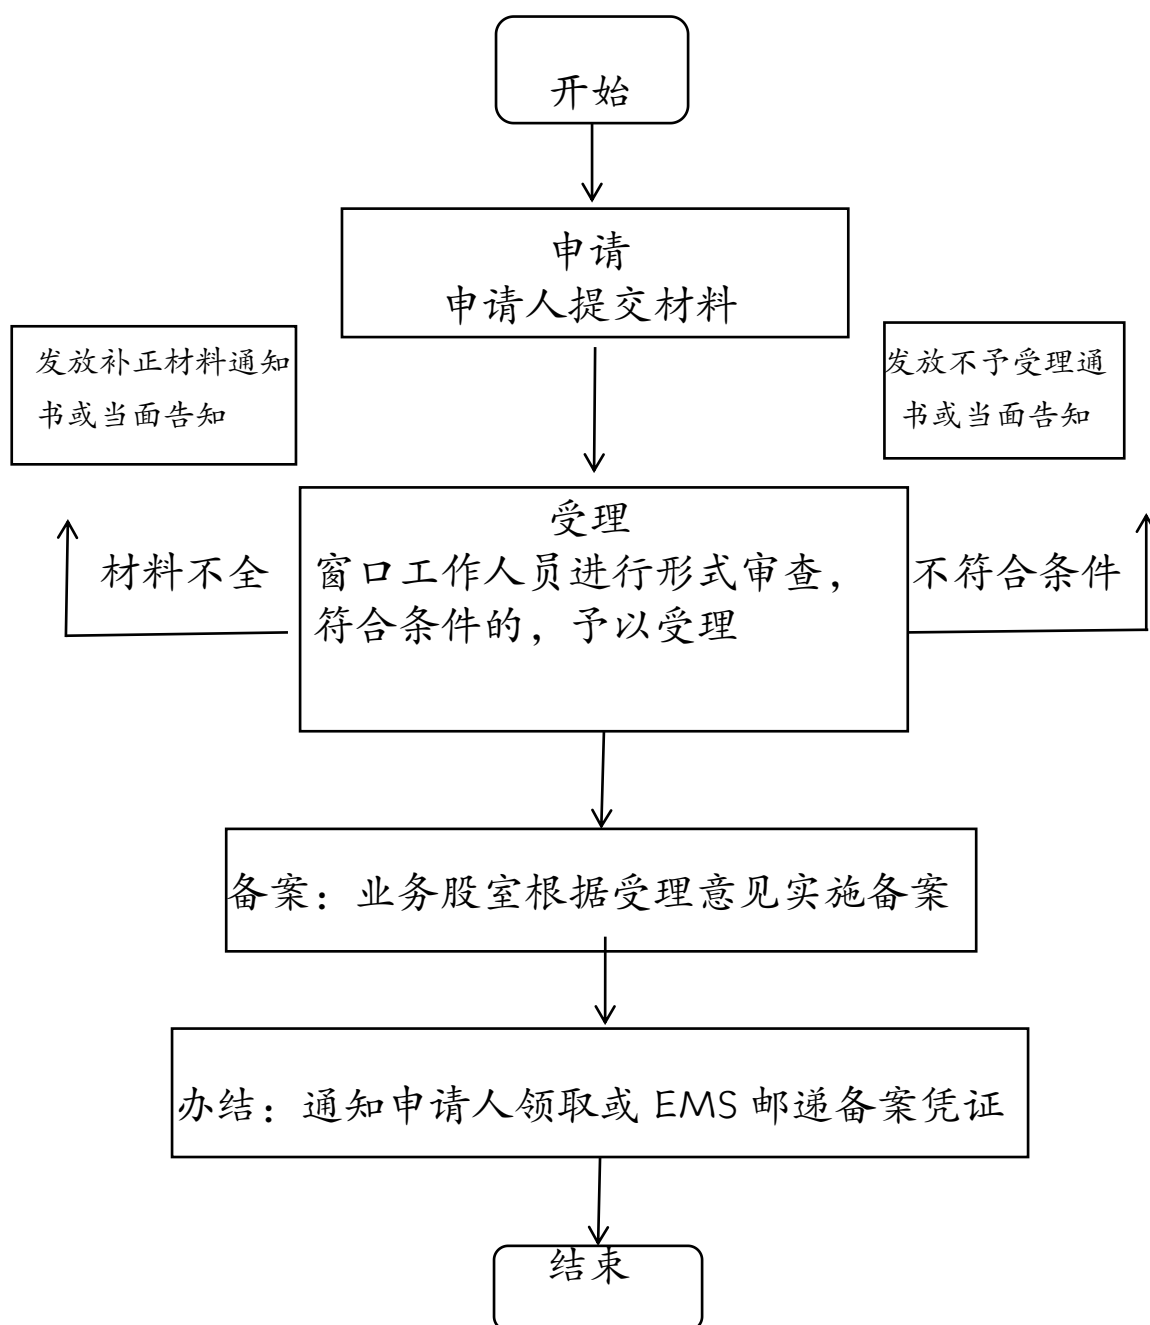 开始
申请
申请人提交材料
发放补正材料通知
书或当面告知
发放不予受理通
书或当面告知
受理
材料不全
窗口工作人员进行形式审查，
符合条件的，予以受理
不符合条件
备案：业务股室根据受理意见实施备案
办结：通知申请人领取或 EMS 邮递备案凭证
结束